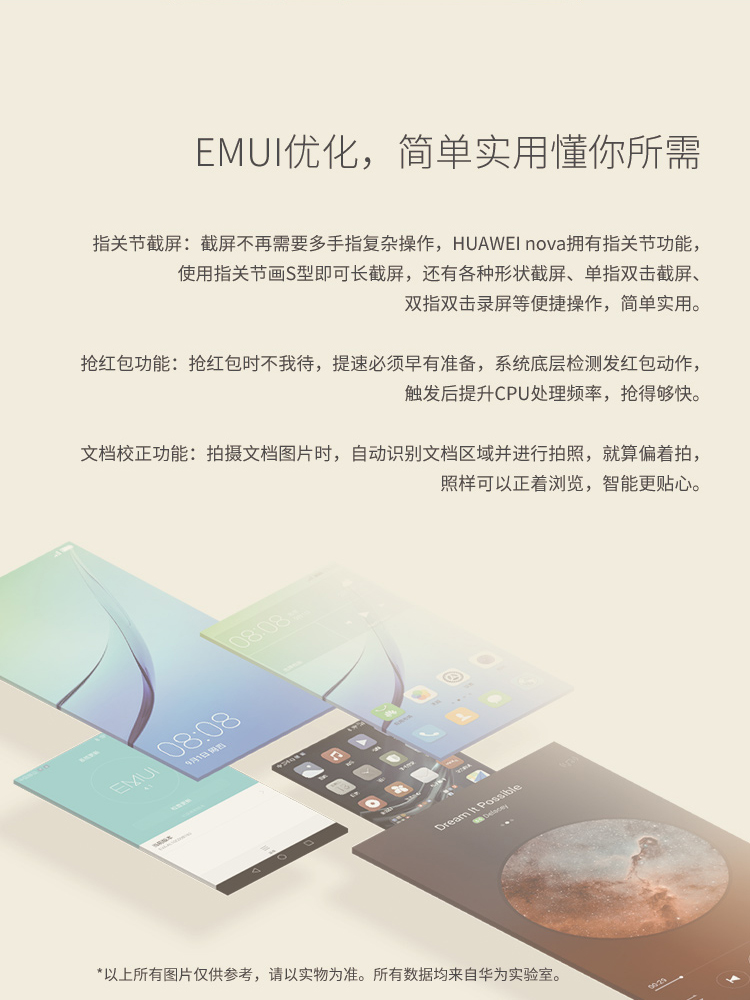 EMUI优化，简单实用懂你所需
指关节截屏：截屏不再需要多手指复杂操作，HUAWEI nova拥有指关节功能，
使用指关节画S型即可长截屏，还有各种形状截屏、单指双击截屏、
双指双击录屏等便捷操作，简单实用。
抢红包功能：抢红包时不我待，提速必须早有准备，系统底层检测发红包动作，
触发后提升CPU处理频率，抢得够快。
文档校正功能：拍摄文档图片时，自动识别文档区域并进行拍照，就算偏着拍，
照样可以正着浏览，智能更贴心。
08:08
08:08
9月1日 周四
EMUI
Dream It Possible
Delacey
00:29
*以上所有图片仅供参考，请以实物为准。所有数据均来自华为实验室。